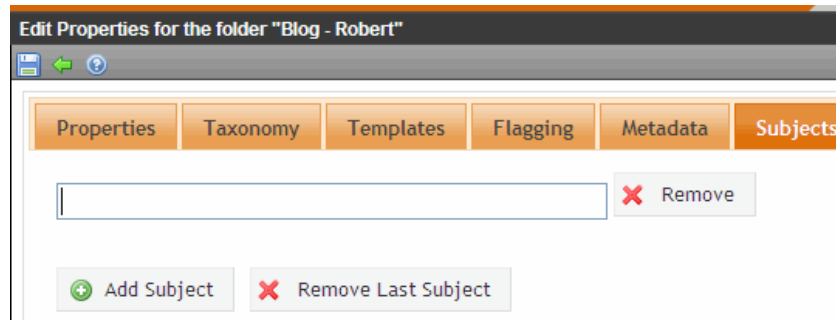 Edit Properties for the folder "Blog - Robert"
Properties Taxonomy Templates Flagging Metadata Subjects
Remove
Add Subject Remove Last Subject